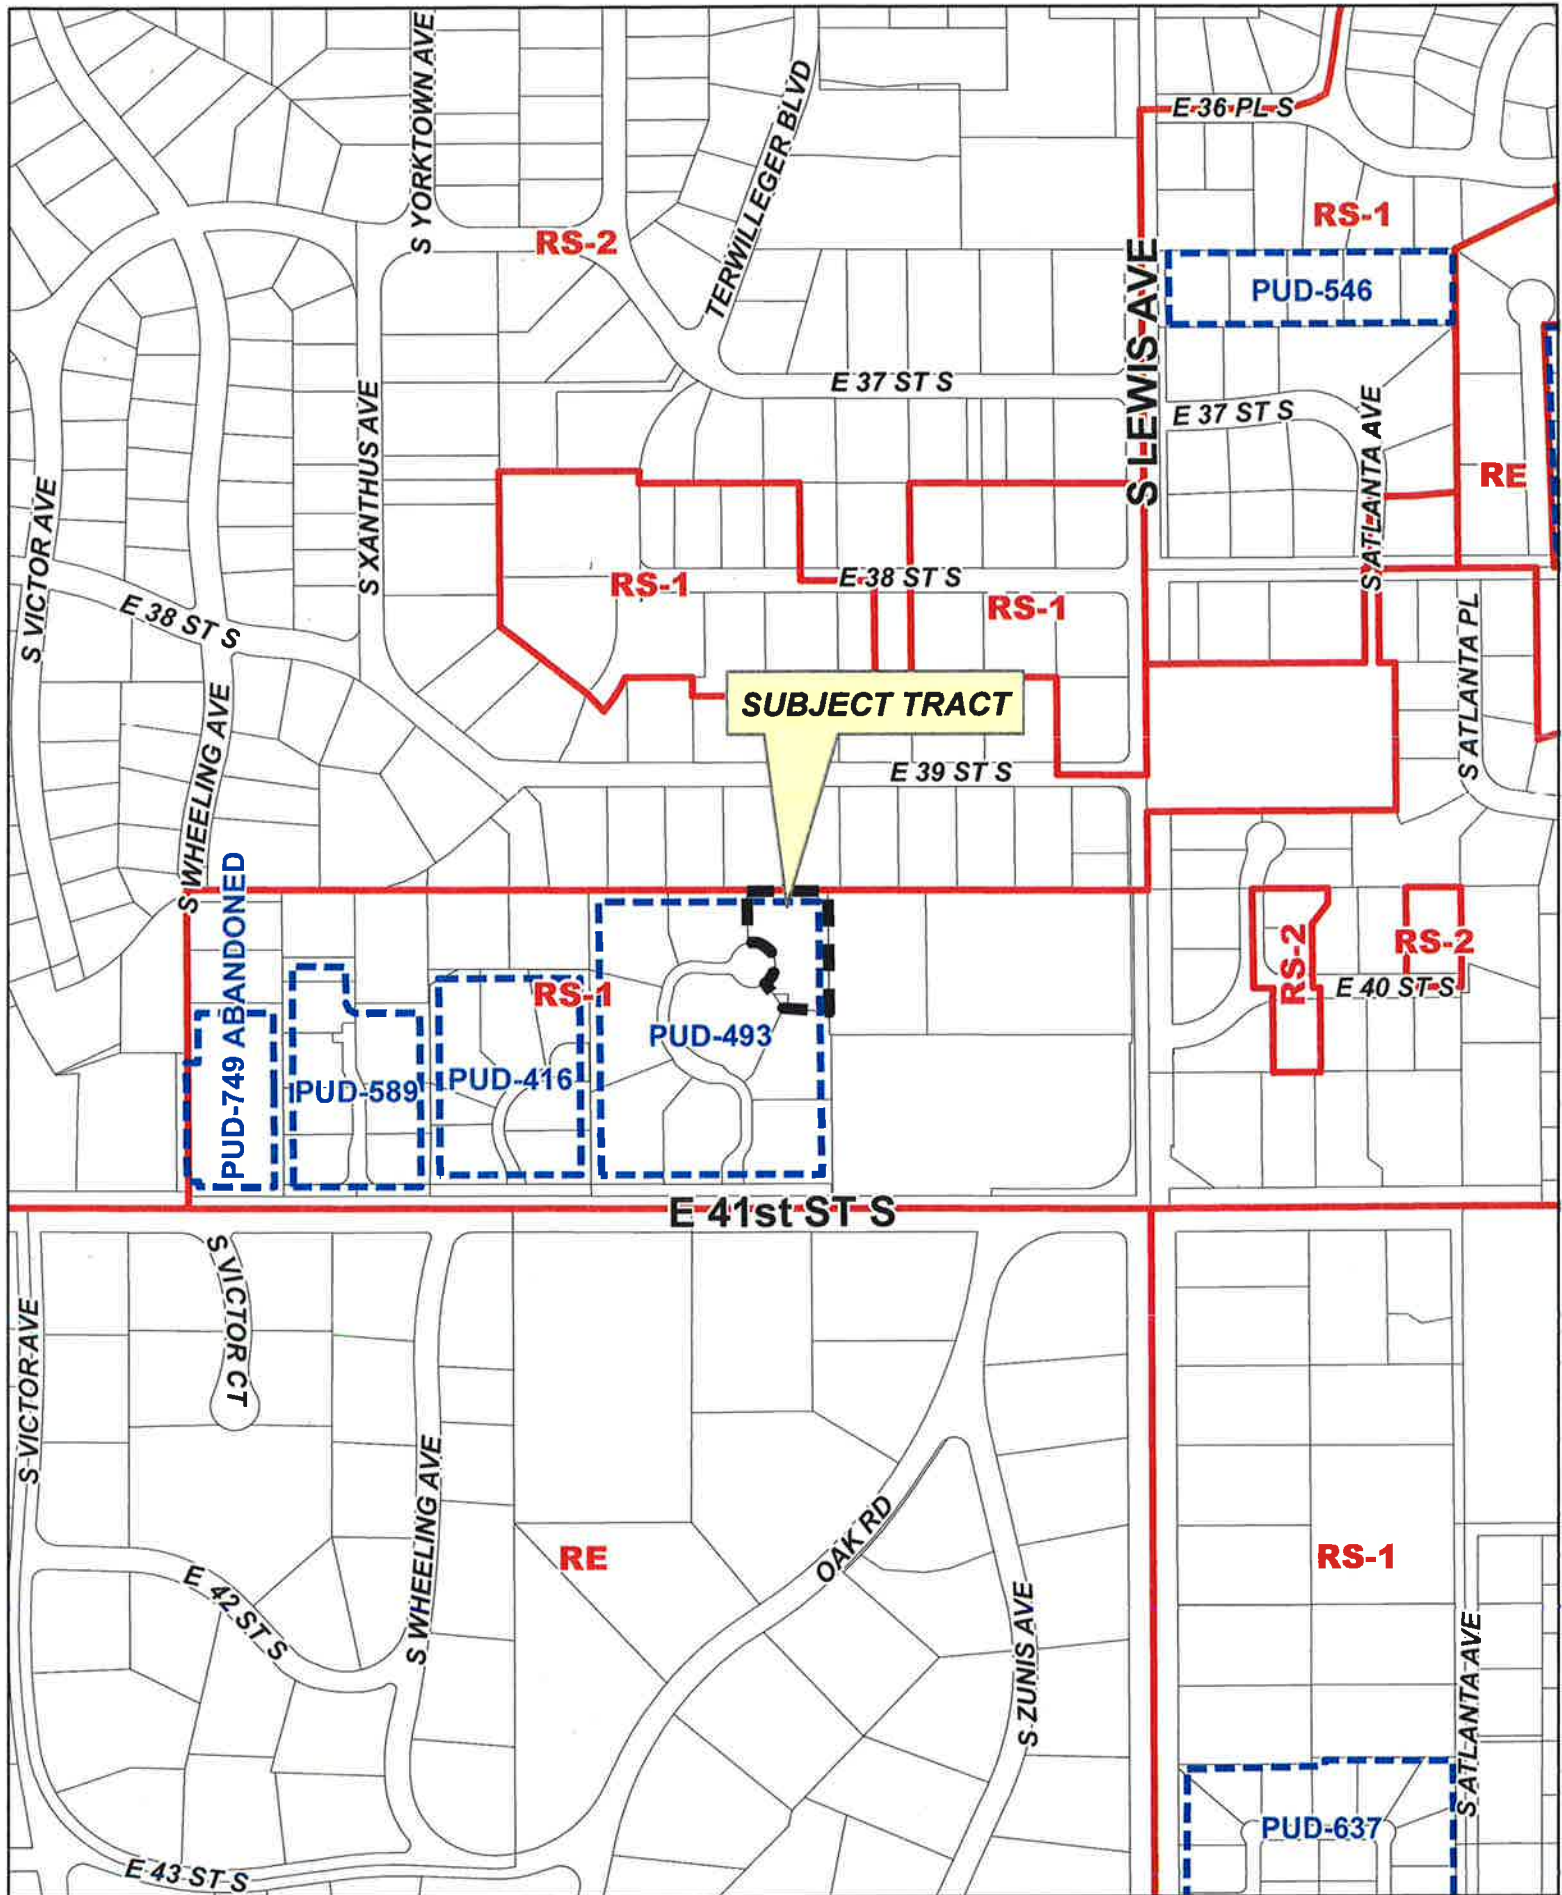 S YORKTOWN AVE
TERWILLEGER BLVD
E 36 PL S
RS-1
RS-2
PUD-546
S LEWIS AVE
E 37 ST S
E 37 ST S
S XANTHUS AVE
S ATLANTA AVE
RE
S VICTOR AVE
E 38 ST S
RS-1
RS-1
E 38 ST S
S ATLANTA PL
SUBJECT TRACT
S WHEELING AVE
E 39 ST S
PUD-749 ABANDONED
RS-2
RS-2
E 40 ST S
RS-1
PUD-493
PUD-589
PUD-416
E 41st ST S
S VICTOR CT
S VICTOR AVE
S WHEELING AVE
OAK RD
RE
RS-1
E 42 ST S
S ZUNIS AVE
S ATLANTA AVE
PUD-637
E 43 ST S